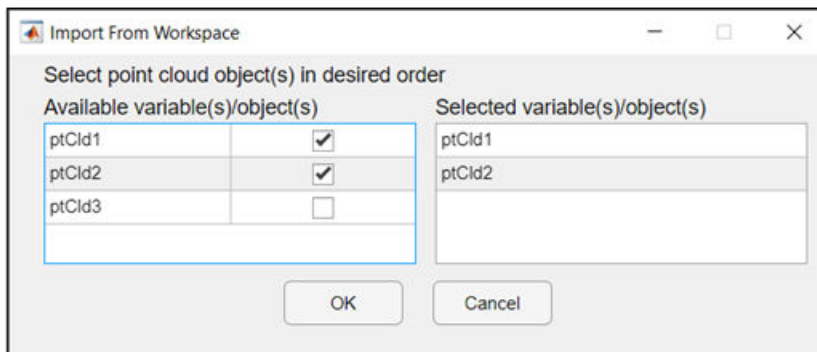 Import From Workspace
Select point cloud object(s) in desired order
Available variable(s)/object(s) Selected variable(s)/object(s)
ptCld1 ptCld1
ptCld2 ptCld2
ptCld3
OK Cancel